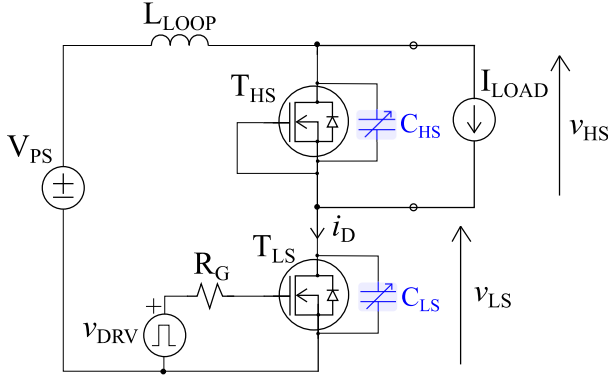 L_LOOP
T_HS
C_HS
I_LOAD
v_HS
V_PS
i_D
T_LS
R_G
C_LS
v_LS
v_DRV